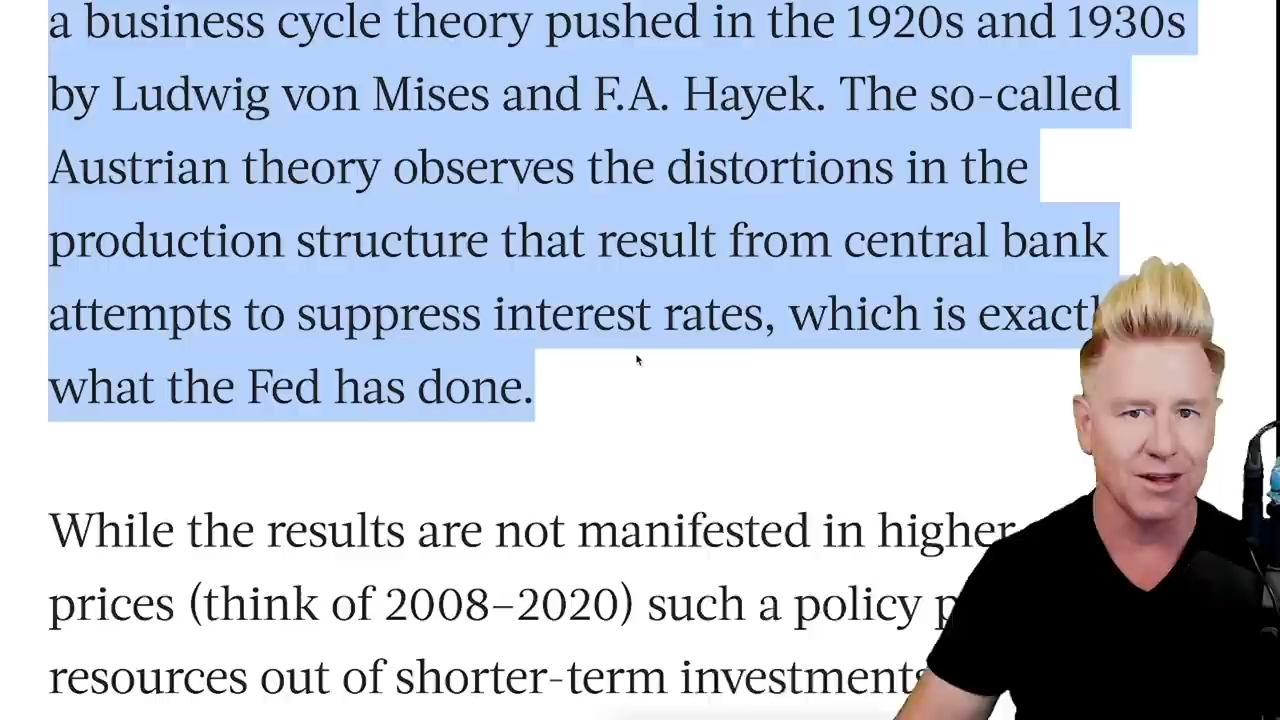 a business cycle theory pushed in the 1920s and 1930s
by Ludwig von Mises and F.A. Hayek. The so-called
Austrian theory observes the distortions in the
production structure that result from central bank
attempts to suppress interest rates, which is
what the Fed has done.
While the results are not manifested in higher
prices (think of 2008–2020) such a policy
resources out of shorter-term investments